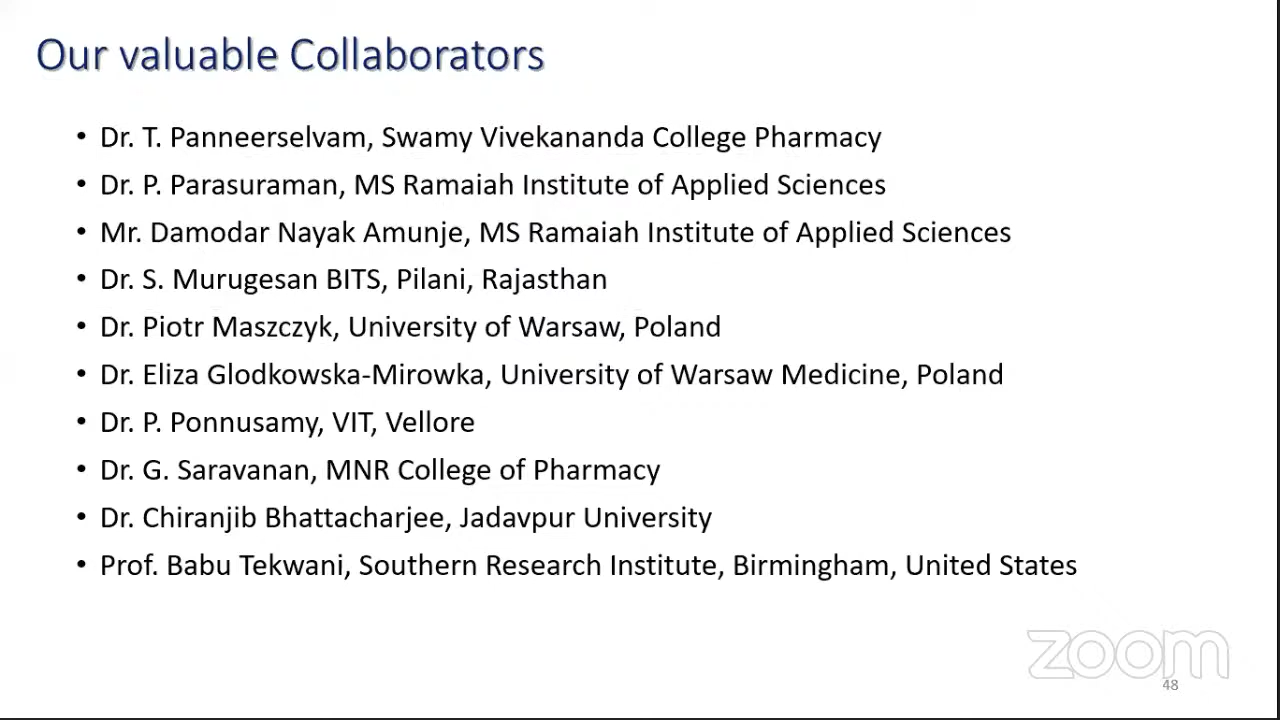 Our valuable Collaborators
• Dr. T. Panneerselvam, Swamy Vivekananda College Pharmacy
• Dr. P. Parasuraman, MS Ramaiah Institute of Applied Sciences
• Mr. Damodar Nayak Amunje, MS Ramaiah Institute of Applied Sciences
• Dr. S. Murugesan BITS, Pilani, Rajasthan
• Dr. Piotr Maszczyk, University of Warsaw, Poland
• Dr. Eliza Glodkowska-Mirowka, University of Warsaw Medicine, Poland
• Dr. P. Ponnusamy, VIT, Vellore
• Dr. G. Saravanan, MNR College of Pharmacy
• Dr. Chiranjib Bhattacharjee, Jadavpur University
• Prof. Babu Tekwani, Southern Research Institute, Birmingham, United States
zoom
48